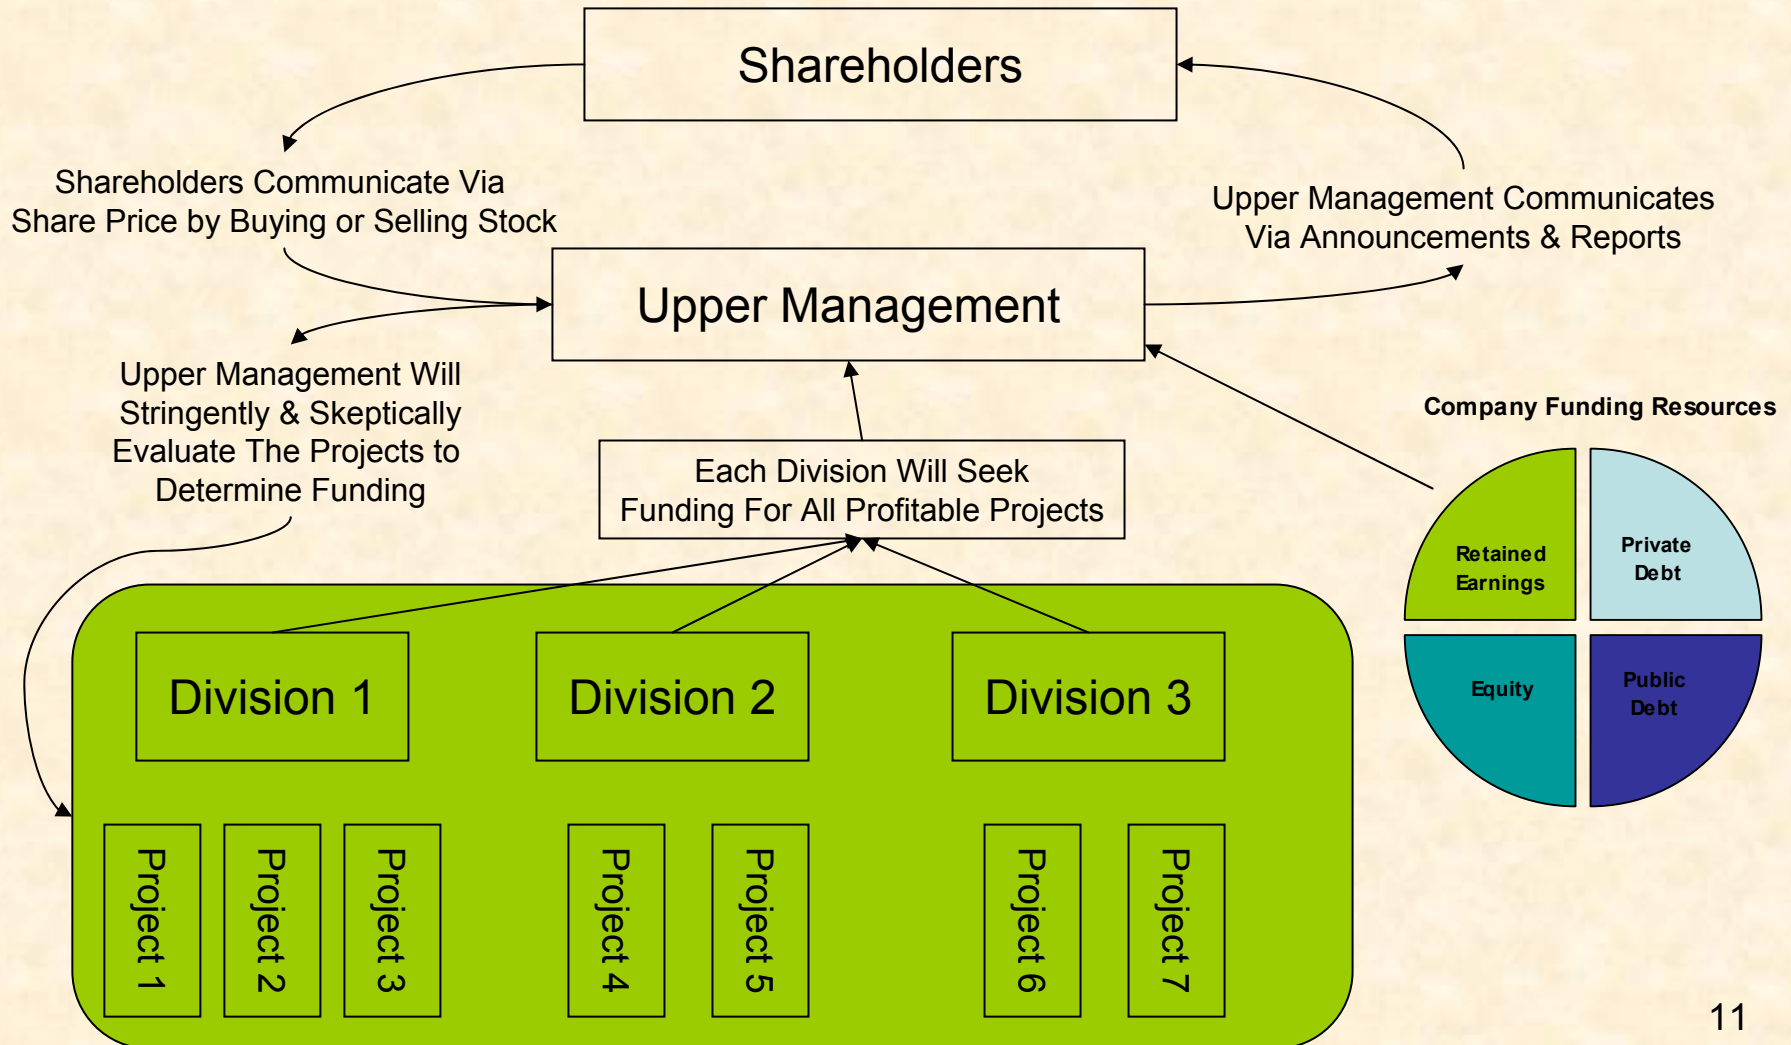 Shareholders
Shareholders Communicate Via
Share Price by Buying or Selling Stock
Upper Management Communicates
Via Announcements & Reports
Upper Management
Upper Management Will
Stringently & Skeptically
Evaluate The Projects to
Determine Funding
Each Division Will Seek
Funding For All Profitable Projects
Company Funding Resources
Retained
Earnings
Private
Debt
Equity
Public
Debt
Division 1
Division 2
Division 3
Project 1
Project 2
Project 3
Project 4
Project 5
Project 6
Project 7
11